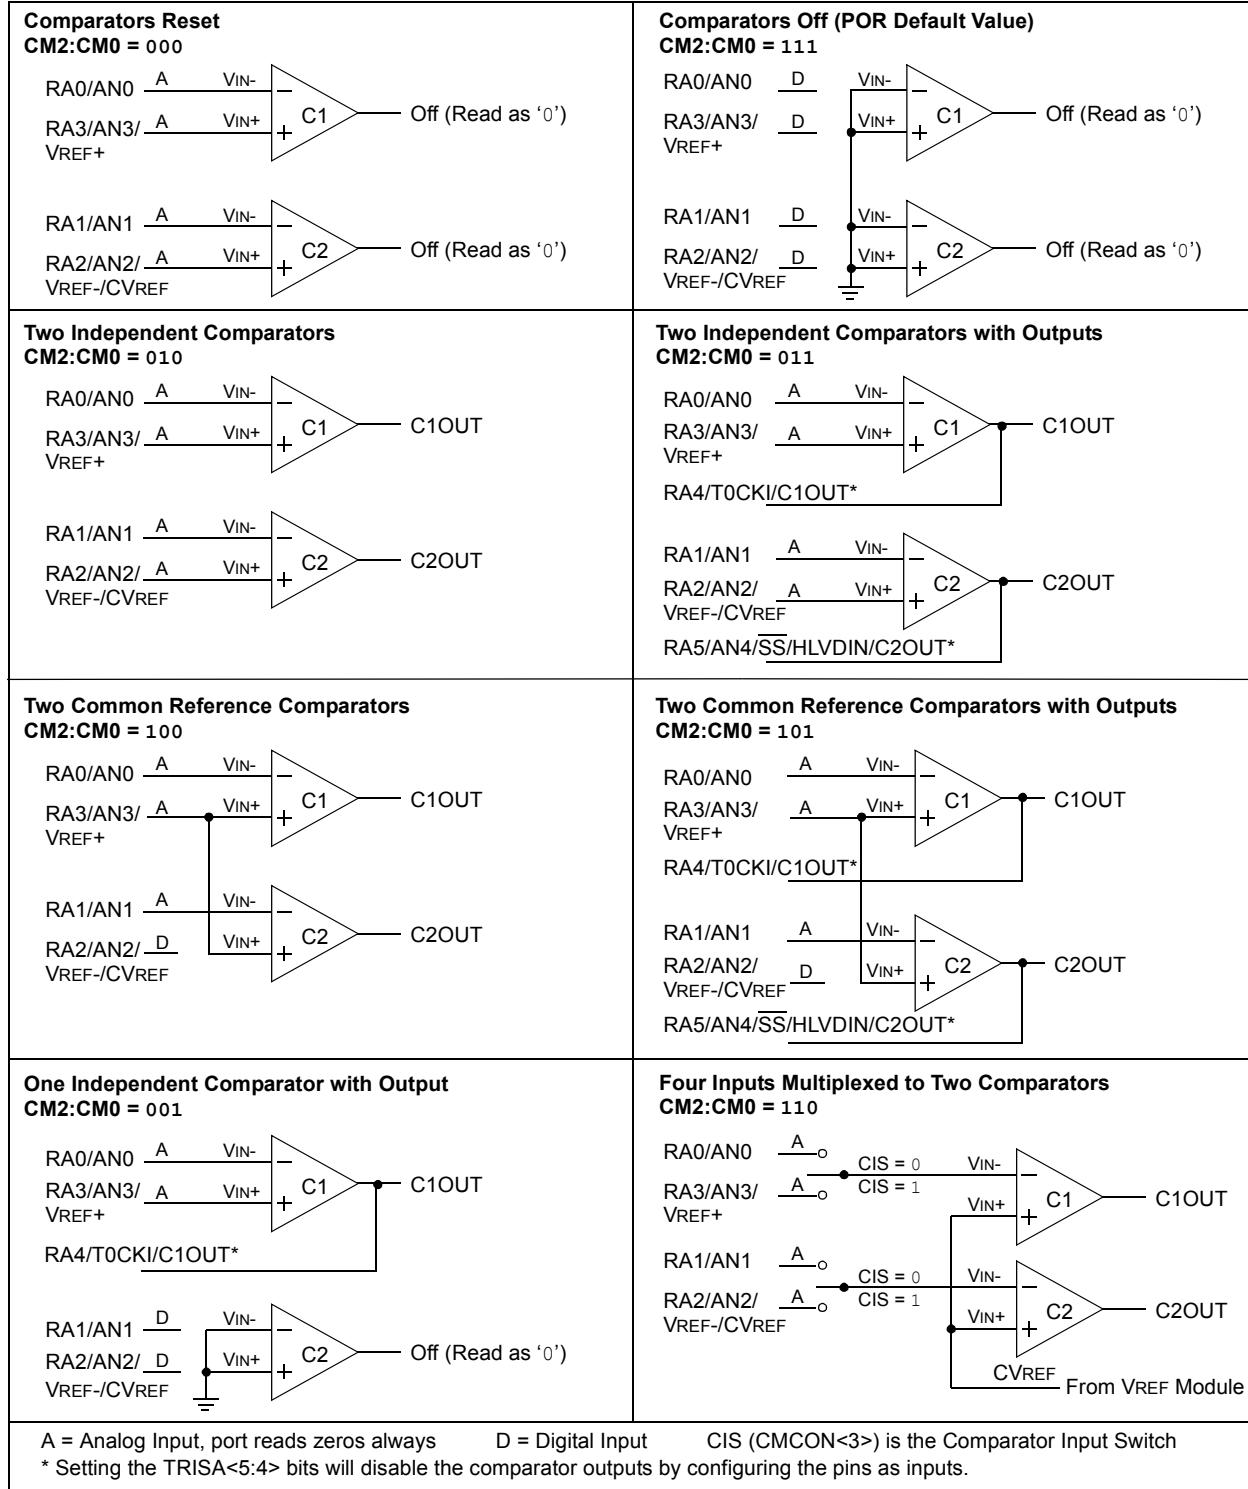 Comparators Reset
CM2:CM0 = 000
RA0/AN0 A VIN-
C1 Off (Read as ‘0’)
RA3/AN3/ A VIN+
VREF+
RA1/AN1 A VIN-
C2 Off (Read as ‘0’)
RA2/AN2/ A VIN+
VREF-/CVREF
Comparators Off (POR Default Value)
CM2:CM0 = 111
RA0/AN0 D VIN-
C1 Off (Read as ‘0’)
RA3/AN3/ D VIN+
VREF+
RA1/AN1 D VIN-
C2 Off (Read as ‘0’)
RA2/AN2/ D VIN+
VREF-/CVREF
Two Independent Comparators
CM2:CM0 = 010
RA0/AN0 A VIN-
C1 C1OUT
RA3/AN3/ A VIN+
VREF+
RA1/AN1 A VIN-
C2 C2OUT
RA2/AN2/ A VIN+
VREF-/CVREF
Two Independent Comparators with Outputs
CM2:CM0 = 011
RA0/AN0 A VIN-
C1 C1OUT
RA3/AN3/ A VIN+
VREF+
RA4/T0CKI/C1OUT*
RA1/AN1 A VIN-
C2 C2OUT
RA2/AN2/ A VIN+
VREF-/CVREF
RA5/AN4/SS/HLVDIN/C2OUT*
Two Common Reference Comparators
CM2:CM0 = 100
RA0/AN0 A VIN-
C1 C1OUT
RA3/AN3/ A VIN+
VREF+
RA1/AN1 A VIN-
C2 C2OUT
RA2/AN2/ D VIN+
VREF-/CVREF
Two Common Reference Comparators with Outputs
CM2:CM0 = 101
RA0/AN0 A VIN-
C1 C1OUT
RA3/AN3/ A VIN+
VREF+
RA4/T0CKI/C1OUT*
RA1/AN1 A VIN-
C2 C2OUT
RA2/AN2/ D VIN+
VREF-/CVREF
RA5/AN4/SS/HLVDIN/C2OUT*
One Independent Comparator with Output
CM2:CM0 = 001
RA0/AN0 A VIN-
C1 C1OUT
RA3/AN3/ A VIN+
VREF+
RA4/T0CKI/C1OUT*
RA1/AN1 D VIN-
C2 Off (Read as ‘0’)
RA2/AN2/ D VIN+
VREF-/CVREF
Four Inputs Multiplexed to Two Comparators
CM2:CM0 = 110
RA0/AN0 A
CIS = 0 VIN-
RA3/AN3/ A CIS = 1 C1 C1OUT
VREF+ VIN+
RA1/AN1 A
CIS = 0 VIN-
RA2/AN2/ A CIS = 1 C2 C2OUT
VREF-/CVREF VIN+
CVREF
From VREF Module
A = Analog Input, port reads zeros always D = Digital Input CIS (CMCON<3>) is the Comparator Input Switch
* Setting the TRISA<5:4> bits will disable the comparator outputs by configuring the pins as inputs.